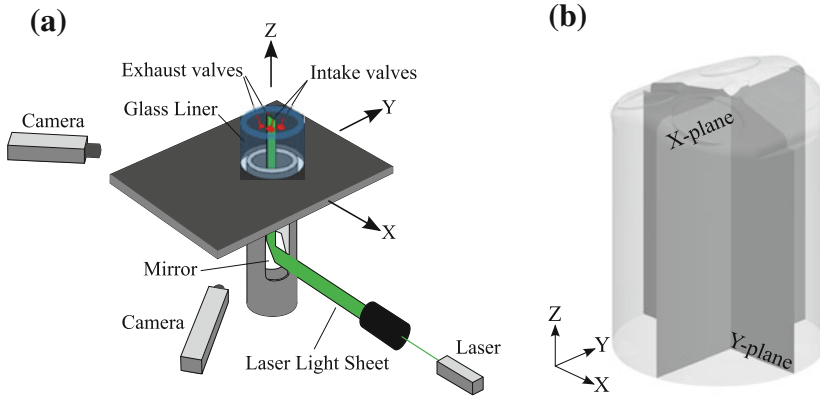 (a)
Z
Exhaust valves
Intake valves
Glass Liner
Y
Camera
X
Mirror
Camera
Laser
Laser Light Sheet
(b)
X-plane
Z
Y
X
Y-plane